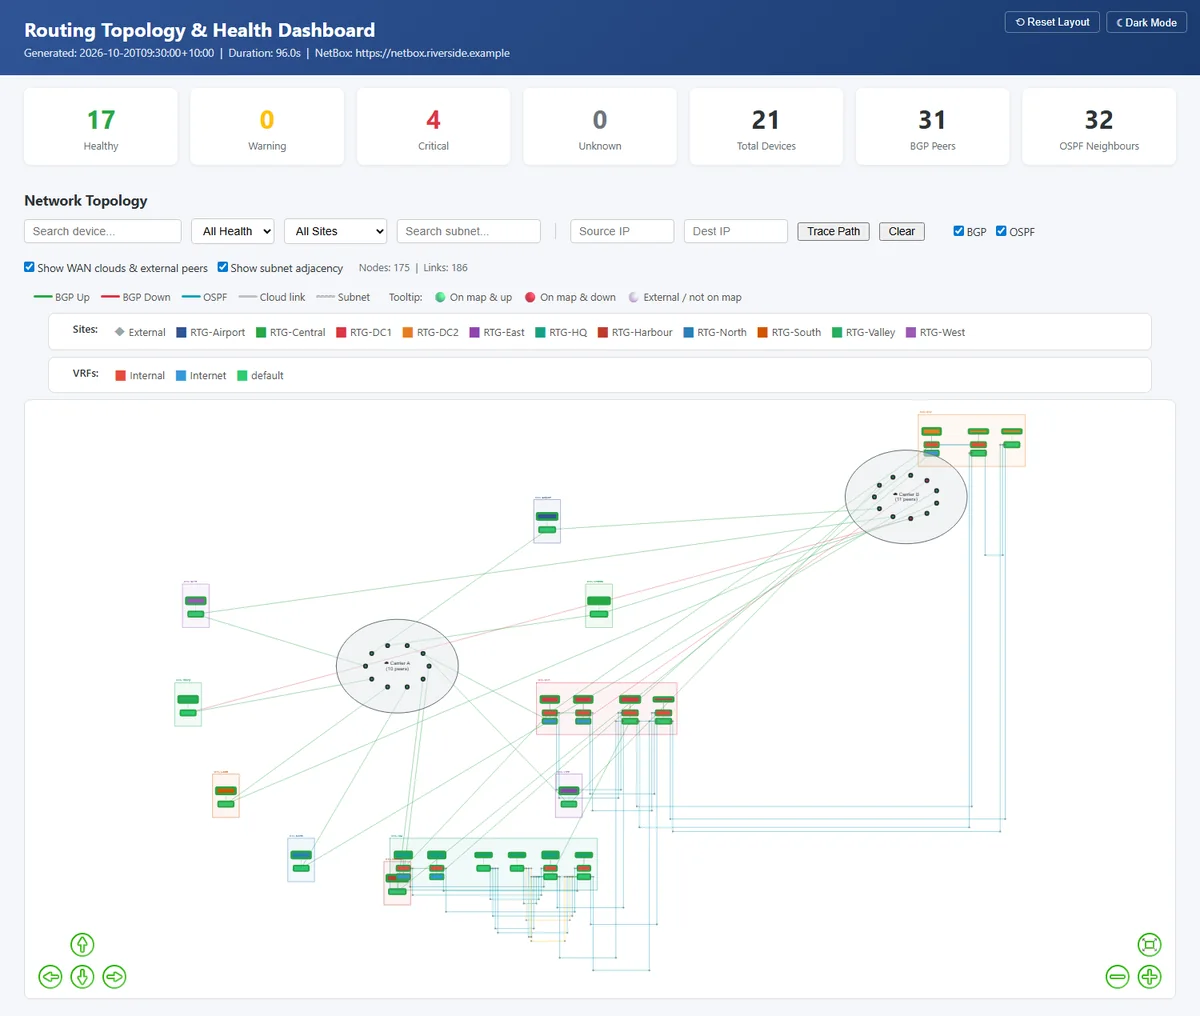 Routing Topology & Health Dashboard
Generated: 2026-10-20T09:30:00+10:00 | Duration: 96.0s | NetBox: https://netbox.riverside.example
⟲ Reset Layout
☾ Dark Mode
17
Healthy
0
Warning
4
Critical
0
Unknown
21
Total Devices
31
BGP Peers
32
OSPF Neighbours
Network Topology
Search device...
All Health
All Sites
Search subnet...
Source IP
Dest IP
Trace Path
Clear
BGP
OSPF
Show WAN clouds & external peers
Show subnet adjacency
Nodes: 175 | Links: 186
BGP Up
BGP Down
OSPF
Cloud link
Subnet
Tooltip:
On map & up
On map & down
External / not on map
Sites:
External
RTG-Airport
RTG-Central
RTG-DC1
RTG-DC2
RTG-East
RTG-HQ
RTG-Harbour
RTG-North
RTG-South
RTG-Valley
RTG-West
VRFs:
Internal
Internet
default
Carrier B
(11 peers)
Carrier A
(10 peers)